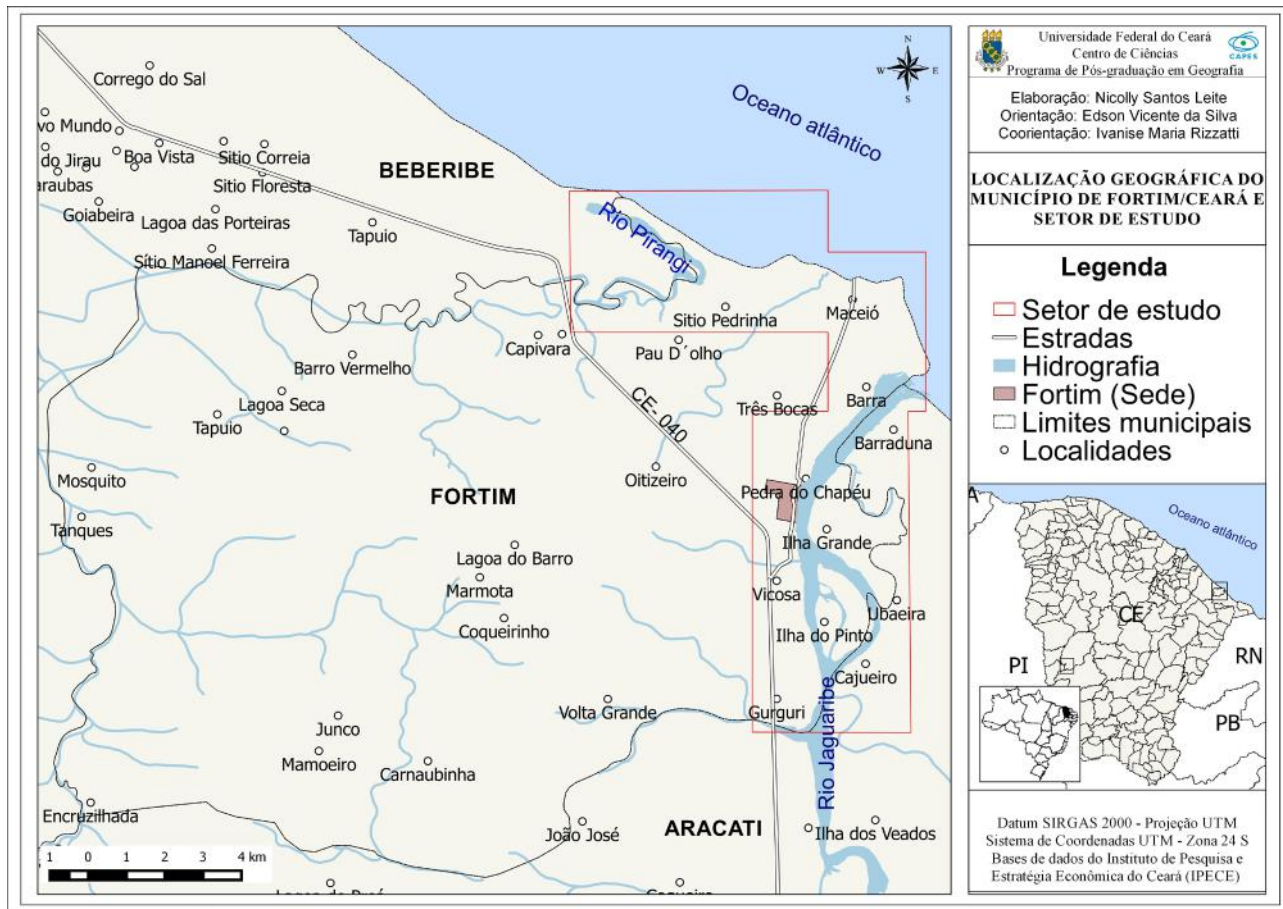 Corrego do Sal
vo Mundo
do Jirau
Boa Vista
Sitio Correia
araubas
Sitio Floresta
Goiabeira
Lagoa das Porteiras
Tapuio
Sítio Manoel Ferreira
BEBERIBE
Oceano atlântico
N
W
E
S
Rio Pirangi
Sitio Pedrinha
Maceió
Capivara
Pau D´olho
Barro Vermelho
CE- 040
Lagoa Seca
Três Bocas
Barra
Tapuio
Barraduna
Mosquito
Oitizeiro
Pedra do Chapéu
FORTIM
Tanques
Ilha Grande
Lagoa do Barro
Marmota
Vicosa
Ubaeira
Coqueirinho
Ilha do Pinto
Cajueiro
Volta Grande
Gurguri
Junco
Rio Jaguaribe
Mamoeiro
Carnaubinha
Encruzilhada
João José
ARACATI
Ilha dos Veados
1 0 1 2 3 4 km
Universidade Federal do Ceará
Centro de Ciências
Programa de Pós-graduação em Geografia
CAPES
Elaboração: Nicolly Santos Leite
Orientação: Edson Vicente da Silva
Coorientação: Ivanise Maria Rizzatti
LOCALIZAÇÃO GEOGRÁFICA DO
MUNICÍPIO DE FORTIM/CEARÁ E
SETOR DE ESTUDO
Legenda
Setor de estudo
Estradas
Hidrografia
Fortim (Sede)
Limites municipais
Localidades
A
Oceano atlântico
CE
PI
RN
PB
Datum SIRGAS 2000 - Projeção UTM
Sistema de Coordenadas UTM - Zona 24 S
Bases de dados do Instituto de Pesquisa e
Estratégia Econômica do Ceará (IPECE)